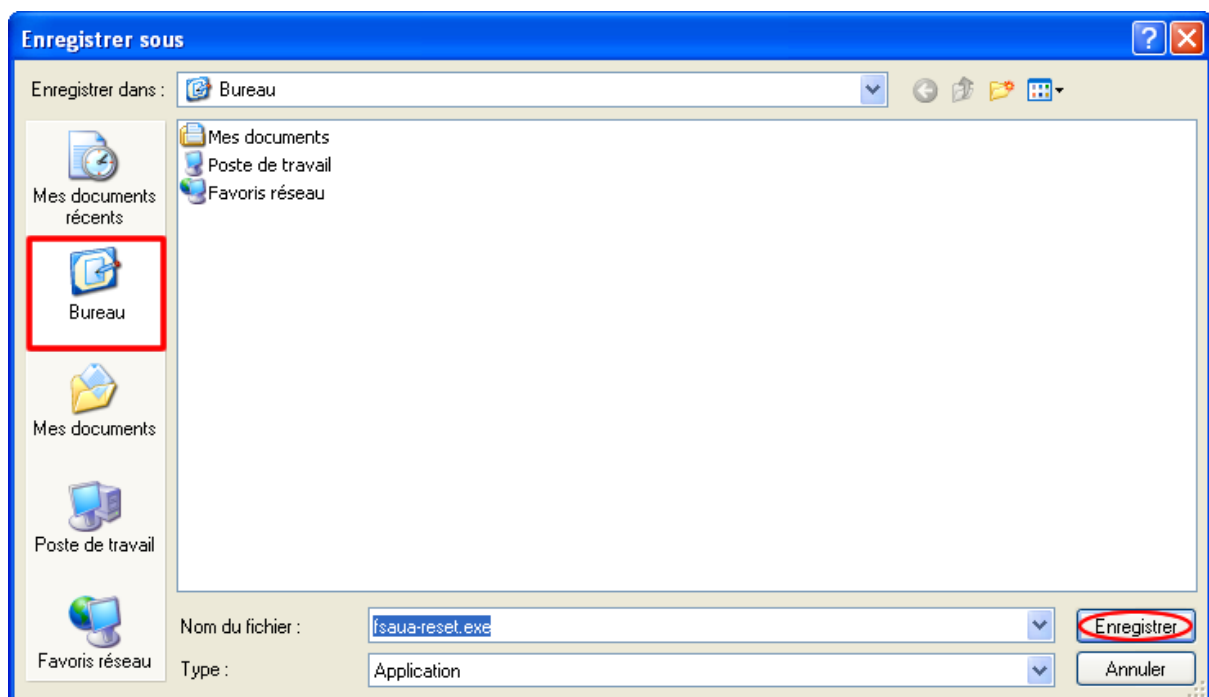 Enregistrer sous
Enregistrer dans :
Bureau
Mes documents
récents
Bureau
Mes documents
Poste de travail
Favoris réseau
Mes documents
Poste de travail
Favoris réseau
Nom du fichier :
fsaua-reset.exe
Enregistrer
Type :
Application
Annuler